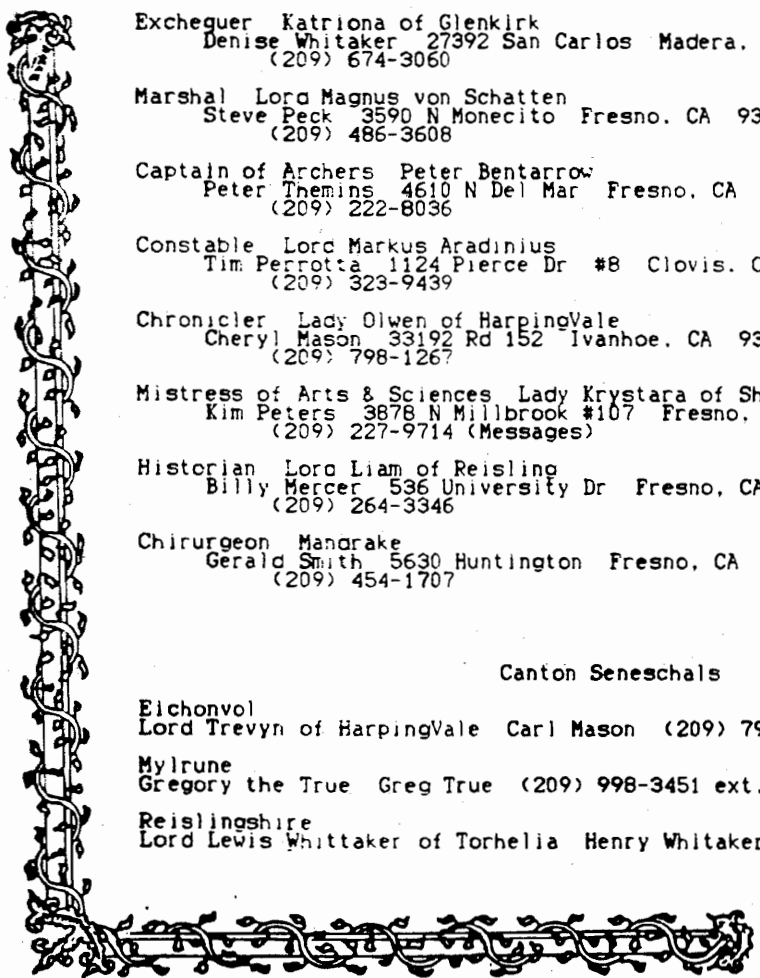 Exchequer Katriona of Glenkirk
Denise Whitaker 27392 San Carlos Madera,
(209) 674-3060
Marshal Lord Magnus von Schatten
Steve Peck 3590 N Monecito Fresno. CA 93
(209) 486-3608
Captain of Archers Peter Bentarrow
Peter Themins 4610 N Del Mar Fresno, CA
(209) 222-8036
Constable Lord Markus Aradinius
Tim Perrotta 1124 Pierce Dr #8 Clovis. C
(209) 323-9439
Chronicler Lady Olwen of HarpingVale
Cheryl Mason 33192 Rd 152 Ivanhoe, CA 93
(209) 798-1267
Mistress of Arts & Sciences Lady Krystara of Sh
Kim Peters 3878 N Millbrook #107 Fresno,
(209) 227-9714 (Messages)
Historian Lord Liam of Reisling
Billy Mercer 536 University Dr Fresno, CA
(209) 264-3346
Chirurgeon Mandrake
Gerald Smith 5630 Huntington Fresno, CA
(209) 454-1707
Canton Seneschals
Eichonvol
Lord Trevyn of HarpingVale Carl Mason (209) 79
Mylrune
Gregory the True Greg True (209) 998-3451 ext.
Reislingshire
Lord Lewis Whittaker of Torhelia Henry Whitaker